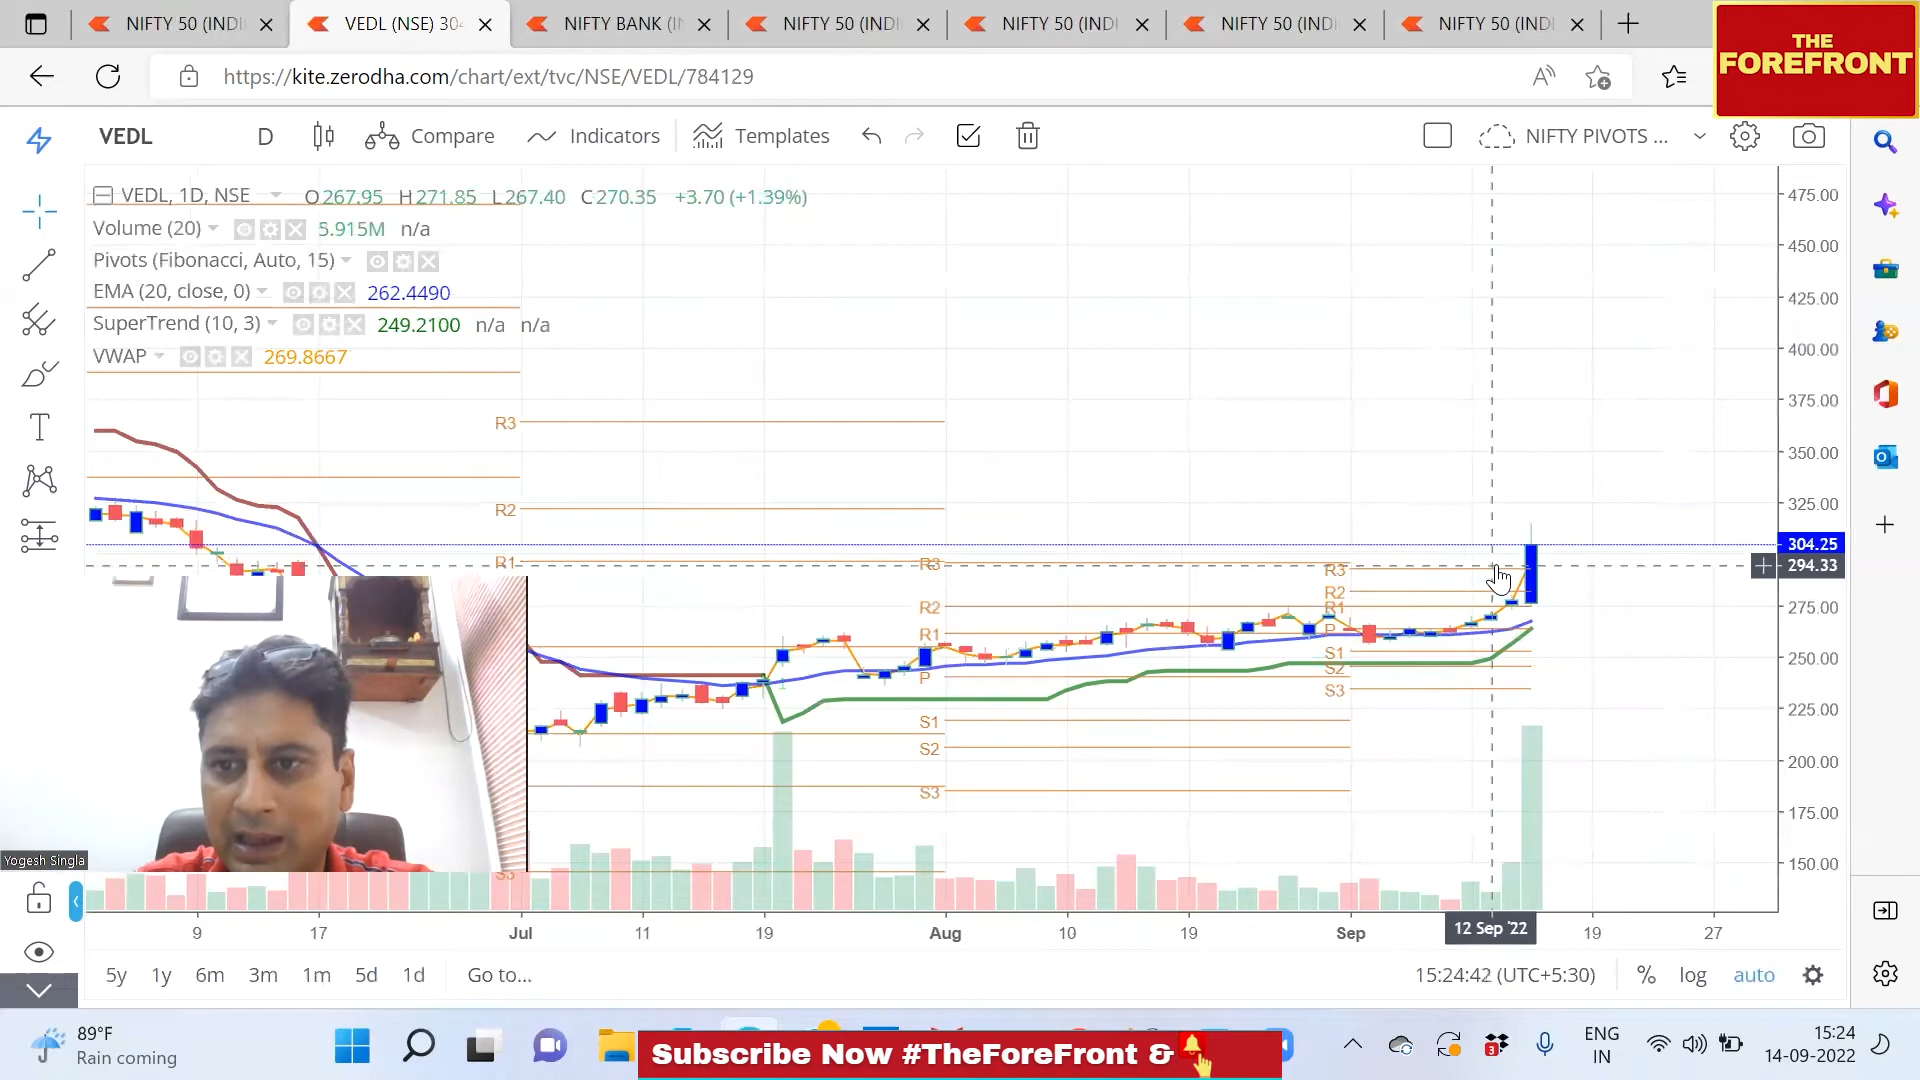 NIFTY 50 (INDI
VEDL (NSE) 304
NIFTY BANK (I
NIFTY 50 (INDI
NIFTY 50 (INDI
NIFTY 50 (INDI
NIFTY 50 (INDI
THE
FOREFRONT
https://kite.zerodha.com/chart/ext/tvc/NSE/VEDL/784129
VEDL D Compare Indicators Templates NIFTY PIVOTS ...
VEDL, 1D, NSE O267.95 H271.85 L267.40 C270.35 +3.70 (+1.39%)
Volume (20) 5.915M n/a
Pivots (Fibonacci, Auto, 15)
EMA (20, close, 0) 262.4490
SuperTrend (10, 3) 249.2100 n/a n/a
VWAP 269.8667
475.00
450.00
425.00
400.00
375.00
350.00
325.00
304.25
294.33
275.00
250.00
225.00
200.00
175.00
150.00
R3
R2
R1
R3
R2
R1
P
S1
S2
S3
R3
R2
R1
P
S1
S2
S3
Yogesh Singla
9 17 Jul 11 19 Aug 10 19 Sep 12 Sep '22 19 27
5y 1y 6m 3m 1m 5d 1d Go to... 15:24:42 (UTC+5:30) % log auto
89°F
Rain coming
Subscribe Now #TheForeFront &
3
ENG
IN
15:24
14-09-2022